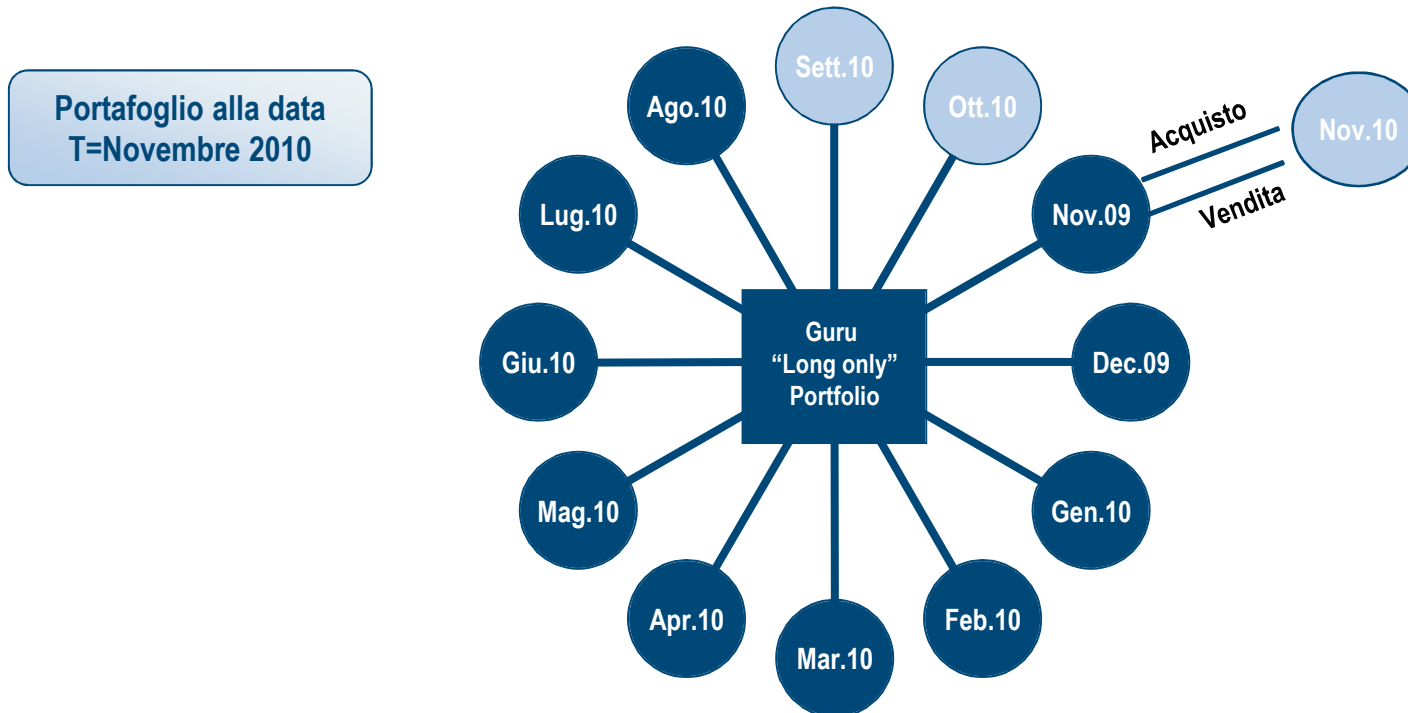 Portafoglio alla data
T=Novembre 2010
Sett.10
Ago.10
Ott.10
Acquisto
Nov.10
Vendita
Lug.10
Nov.09
Guru
“Long only”
Portfolio
Giu.10
Dec.09
Mag.10
Gen.10
Apr.10
Feb.10
Mar.10